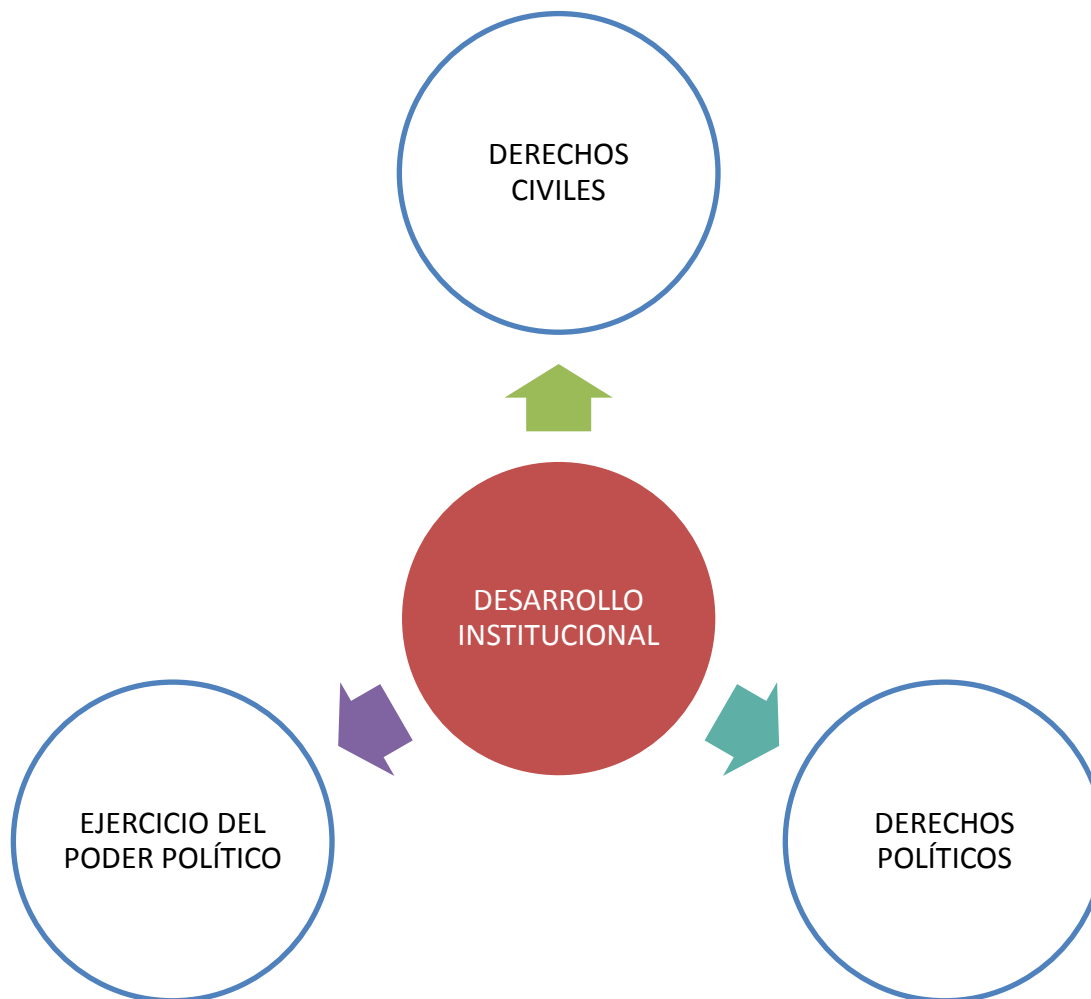 DERECHOS
CIVILES
DESARROLLO
INSTITUCIONAL
EJERCICIO DEL
PODER POLÍTICO
DERECHOS
POLÍTICOS